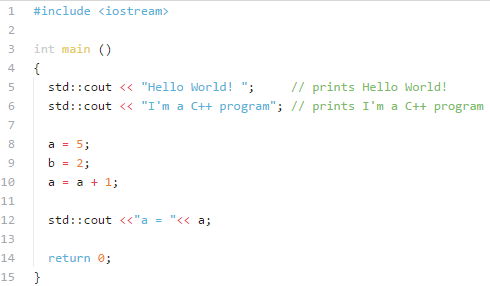 1 #include <iostream>
2
3 int main ()
4 {
5   std::cout << "Hello World! ";     // prints Hello World!
6   std::cout << "I'm a C++ program"; // prints I'm a C++ program
7
8   a = 5;
9   b = 2;
10   a = a + 1;
11
12   std::cout <<"a = "<< a;
13
14   return 0;
15 }